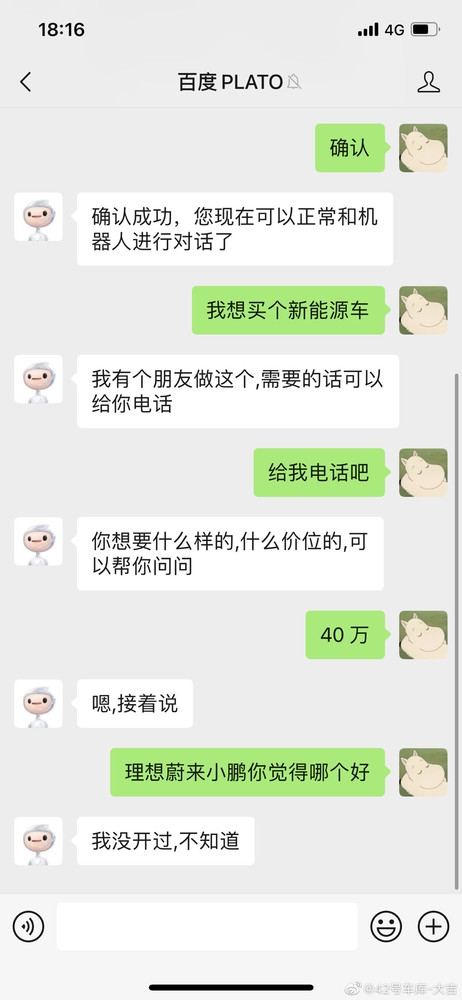 18:16
4G
百度 PLATO
确认
确认成功，您现在可以正常和机
器人进行对话了
我想买个新能源车
我有个朋友做这个,需要的话可以
给你电话
给我电话吧
你想要什么样的,什么价位的,可
以帮你问问
40 万
嗯,接着说
理想蔚来小鹏你觉得哪个好
我没开过,不知道
@42号车库-大吉